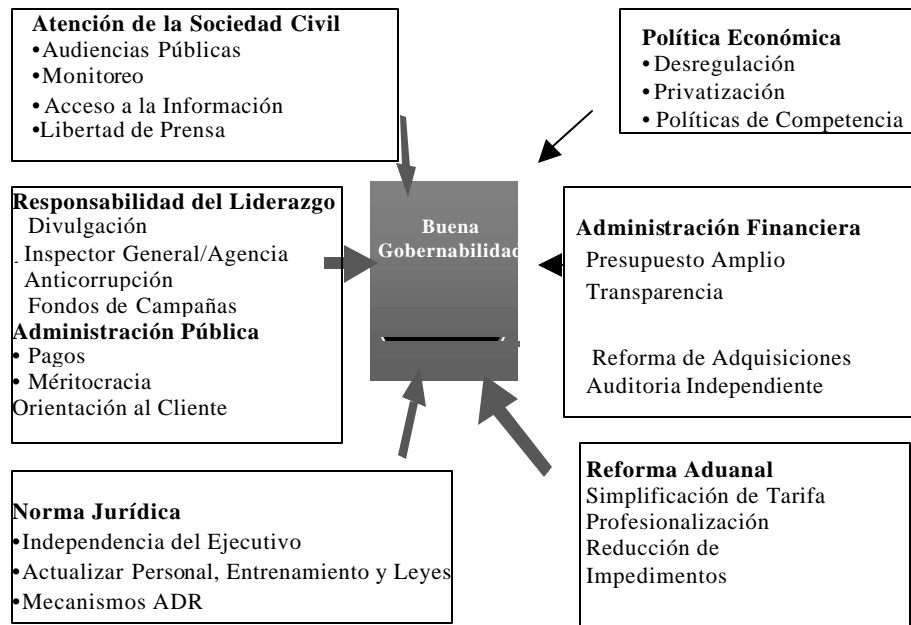 Atención de la Sociedad Civil
•Audiencias Públicas
•Monitoreo
•Acceso a la Información
•Libertad de Prensa
Política Económica
• Desregulación
• Privatización
• Políticas de Competencia
Responsabilidad del Liderazgo
Divulgación
Inspector General/Agencia
Anticorrupción
Fondos de Campañas
Administración Pública
• Pagos
• Méritocracia
Orientación al Cliente
Buena
Gobernabilidad
Administración Financiera
Presupuesto Amplio
Transparencia
Reforma de Adquisiciones
Auditoria Independiente
Norma Jurídica
•Independencia del Ejecutivo
•Actualizar Personal, Entrenamiento y Leyes
•Mecanismos ADR
Reforma Aduanal
Simplificación de Tarifa
Profesionalización
Reducción de
Impedimentos